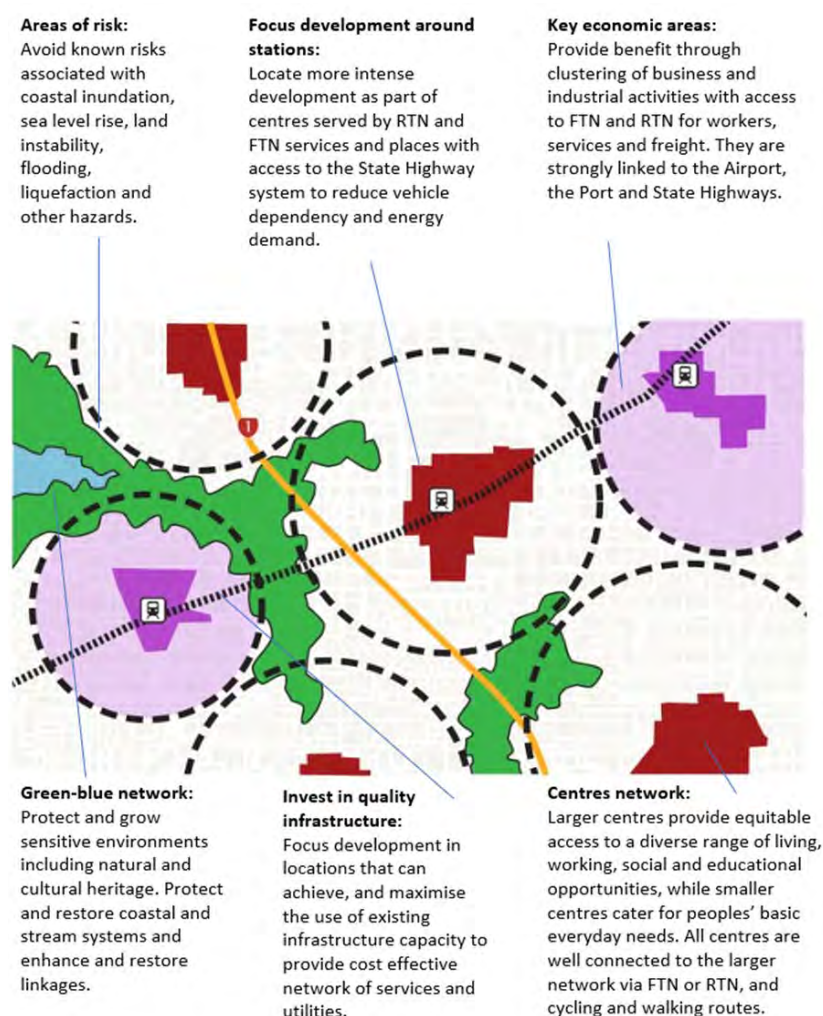 Areas of risk:
Avoid known risks
associated with
coastal inundation,
sea level rise, land
instability,
flooding,
liquefaction and
other hazards.
Focus development around
stations:
Locate more intense
development as part of
centres served by RTN and
FTN services and places with
access to the State Highway
system to reduce vehicle
dependency and energy
demand.
Key economic areas:
Provide benefit through
clustering of business and
industrial activities with access
to FTN and RTN for workers,
services and freight. They are
strongly linked to the Airport,
the Port and State Highways.
1
Green-blue network:
Protect and grow
sensitive environments
including natural and
cultural heritage. Protect
and restore coastal and
stream systems and
enhance and restore
linkages.
Invest in quality
infrastructure:
Focus development in
locations that can
achieve, and maximise
the use of existing
infrastructure capacity to
provide cost effective
network of services and
utilities.
Centres network:
Larger centres provide equitable
access to a diverse range of living,
working, social and educational
opportunities, while smaller
centres cater for peoples' basic
everyday needs. All centres are
well connected to the larger
network via FTN or RTN, and
cycling and walking routes.